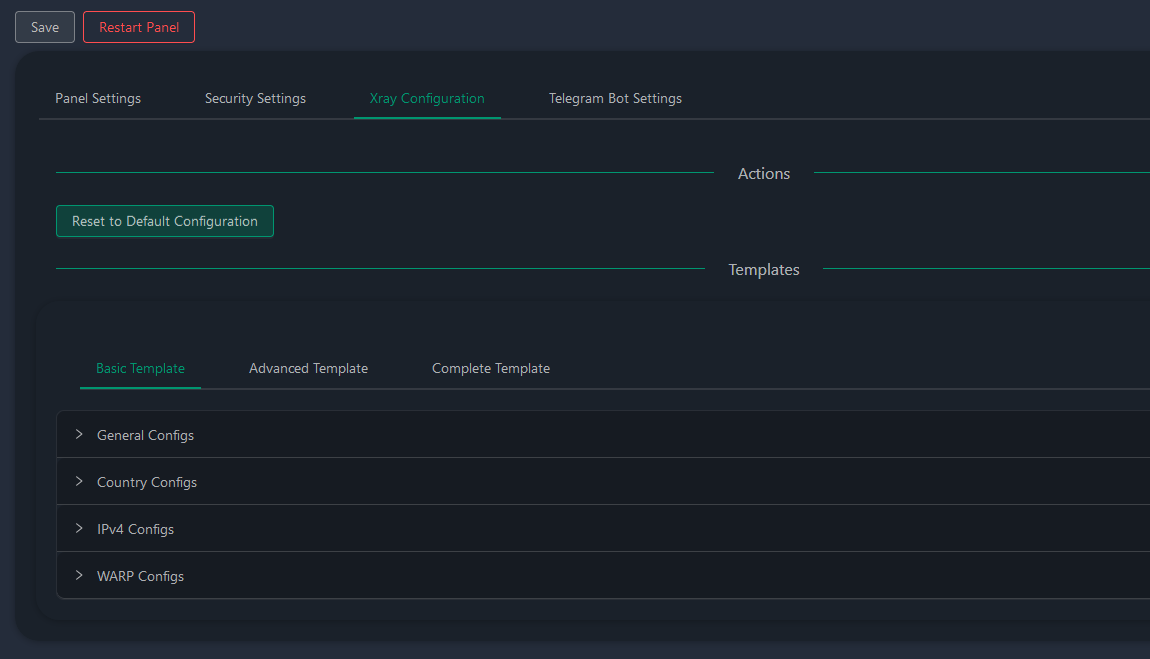 Save Restart Panel
Panel Settings Security Settings Xray Configuration Telegram Bot Settings
Actions
Reset to Default Configuration
Templates
Basic Template Advanced Template Complete Template
General Configs
Country Configs
IPv4 Configs
WARP Configs